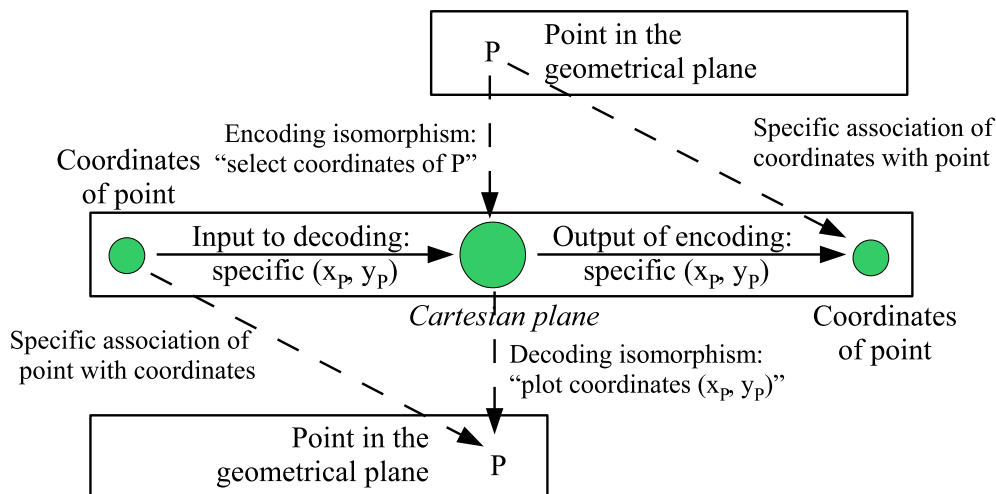 P
Point in the
geometrical plane
Encoding isomorphism:
“select coordinates of P”
Specific association of
coordinates with point
Coordinates
of point
Input to decoding:
specific (xP, yP)
Output of encoding:
specific (xP, yP)
Cartesian plane
Coordinates
of point
Specific association of
point with coordinates
Decoding isomorphism:
“plot coordinates (xP, yP)”
Point in the
geometrical plane
P